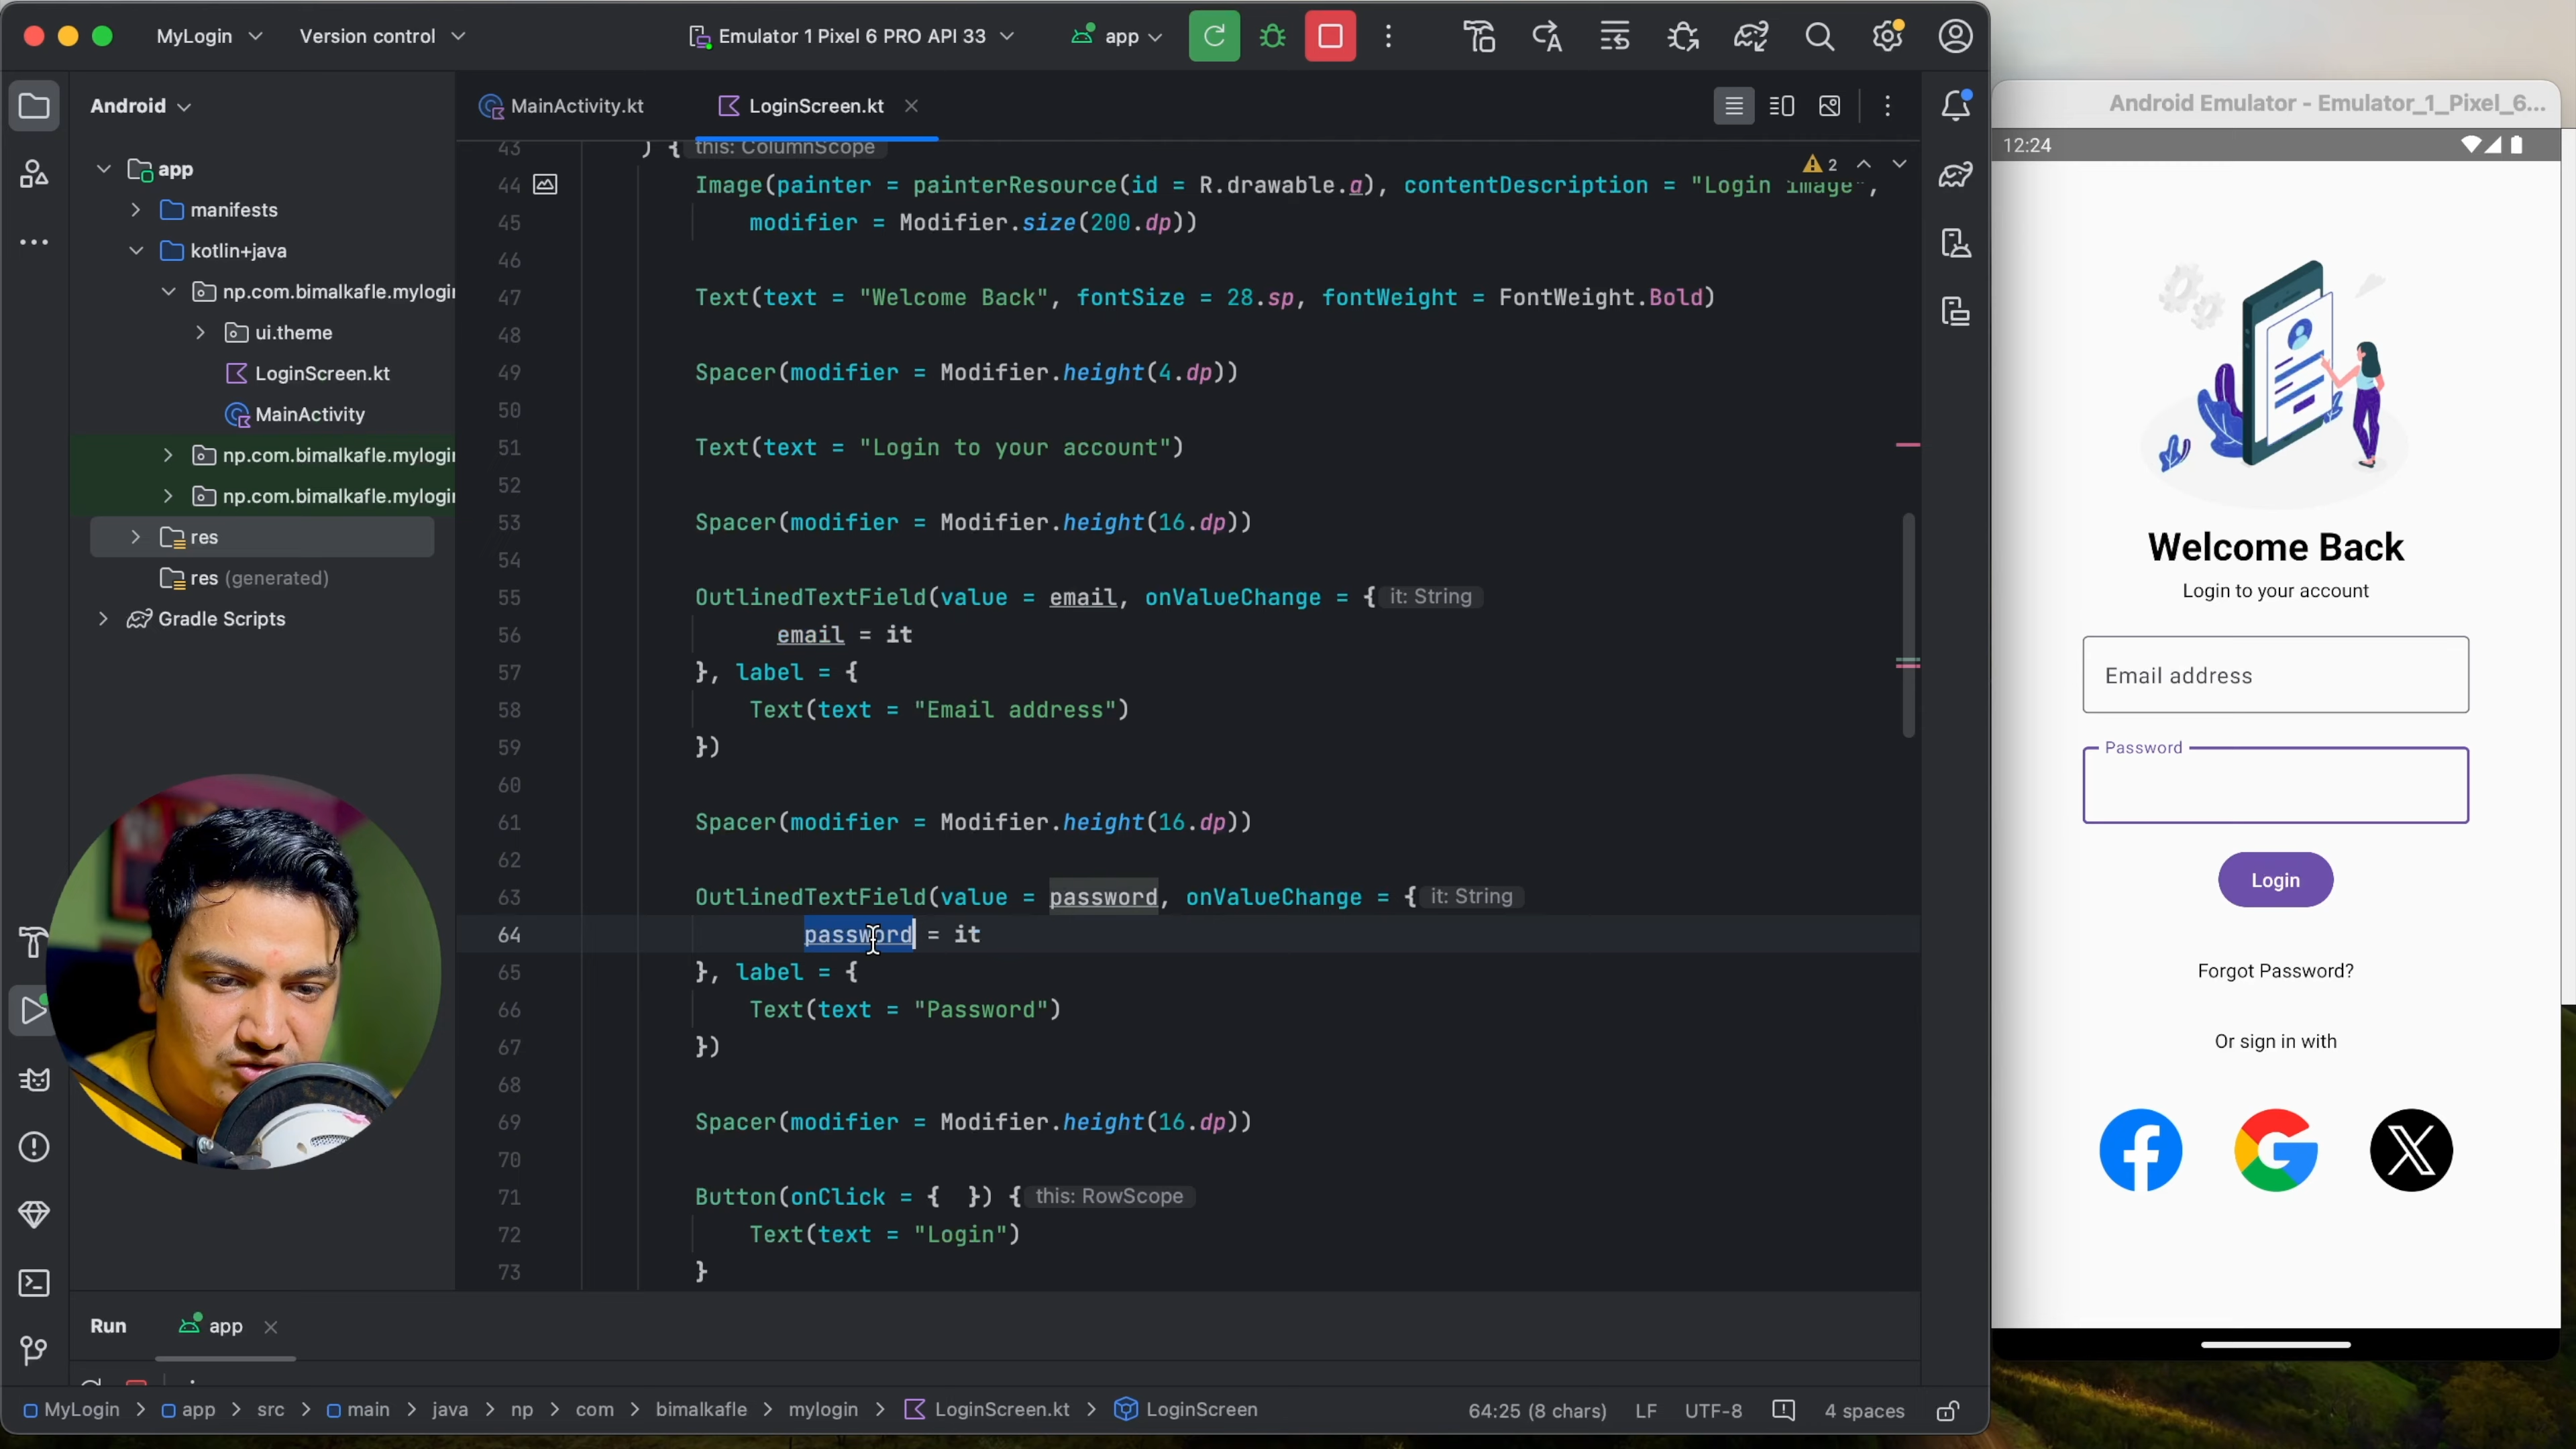 MyLogin
Version control
Emulator 1 Pixel 6 PRO API 33
app
Android
MainActivity.kt
LoginScreen.kt
Android Emulator - Emulator_1_Pixel_6...
app
manifests
kotlin+java
np.com.bimalkafle.mylogin
ui.theme
LoginScreen.kt
MainActivity
np.com.bimalkafle.mylogin
np.com.bimalkafle.mylogin
res
res (generated)
Gradle Scripts
2
43 ) { this: ColumnScope
44 Image(painter = painterResource(id = R.drawable.a), contentDescription = "Login image",
45 modifier = Modifier.size(200.dp))
46
47 Text(text = "Welcome Back", fontSize = 28.sp, fontWeight = FontWeight.Bold)
48
49 Spacer(modifier = Modifier.height(4.dp))
50
51 Text(text = "Login to your account")
52
53 Spacer(modifier = Modifier.height(16.dp))
54
55 OutlinedTextField(value = email, onValueChange = { it: String
56 email = it
57 }, label = {
58 Text(text = "Email address")
59 })
60
61 Spacer(modifier = Modifier.height(16.dp))
62
63 OutlinedTextField(value = password, onValueChange = { it: String
64 password = it
65 }, label = {
66 Text(text = "Password")
67 })
68
69 Spacer(modifier = Modifier.height(16.dp))
70
71 Button(onClick = { }) { this: RowScope
72 Text(text = "Login")
73 }
12:24
Welcome Back
Login to your account
Email address
Password
Login
Forgot Password?
Or sign in with
Run
app
MyLogin > app > src > main > java > np > com > bimalkafle > mylogin > LoginScreen.kt > LoginScreen
64:25 (8 chars) LF UTF-8 4 spaces